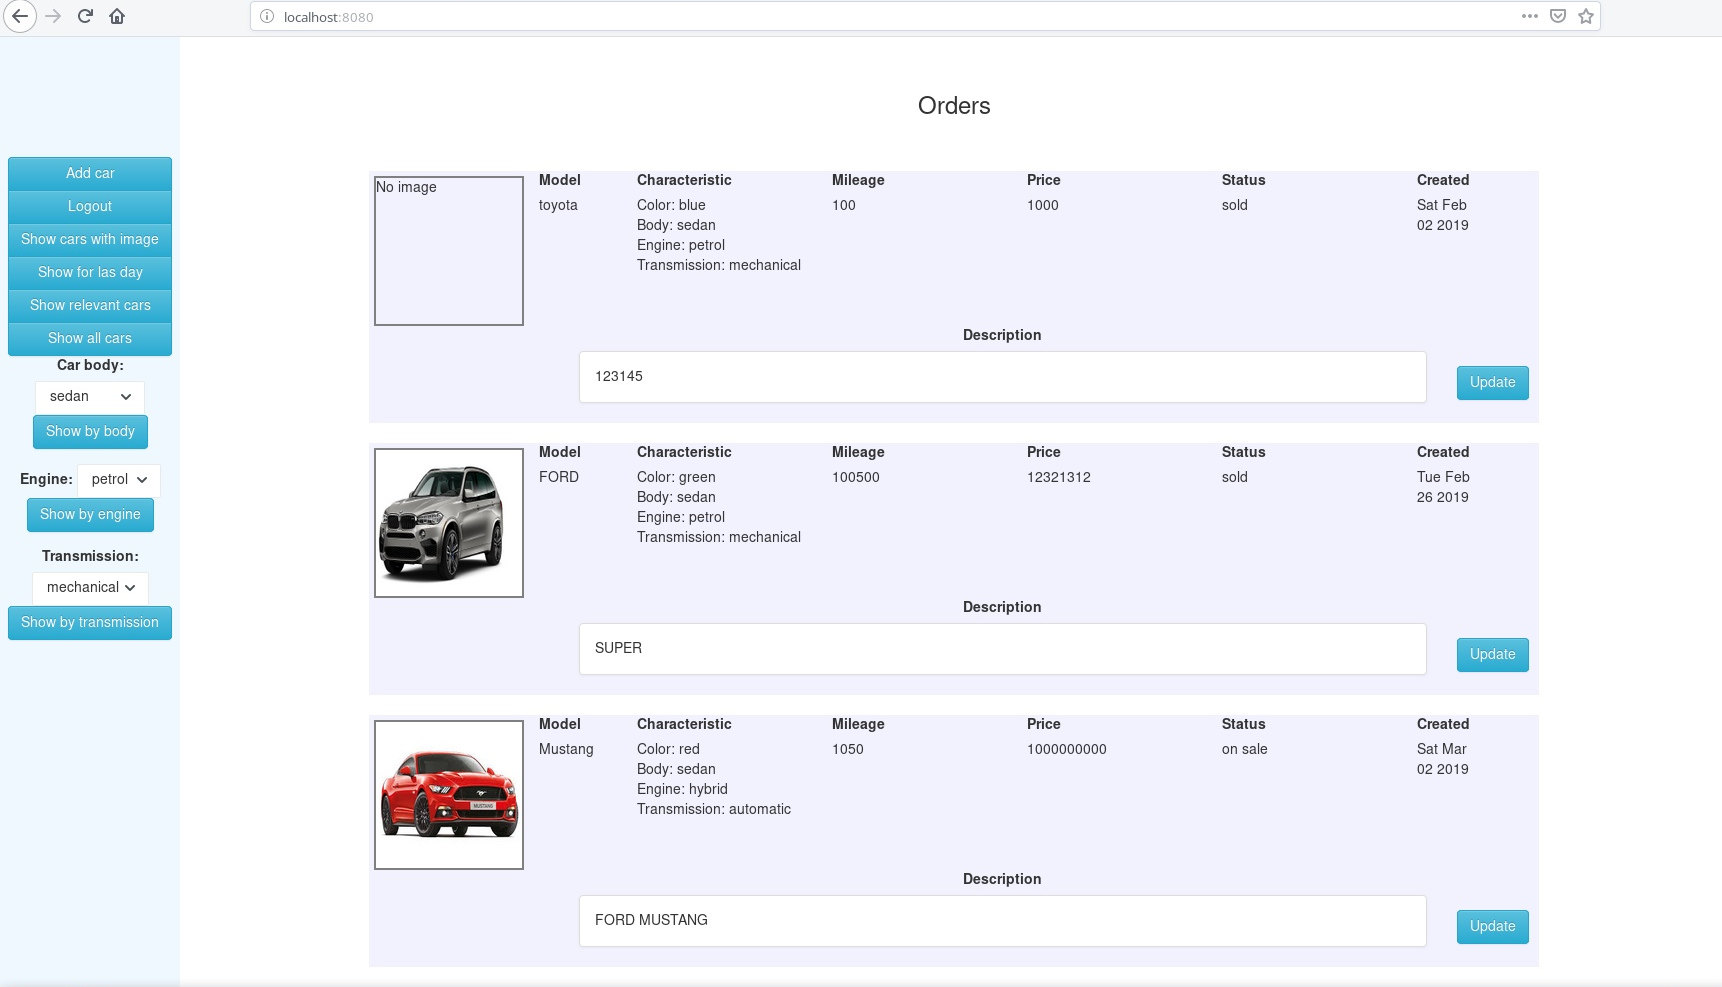 localhost:8080
Orders
Add car
Logout
Show cars with image
Show for las day
Show relevant cars
Show all cars
Car body:
sedan
Show by body
Engine: petrol
Show by engine
Transmission:
mechanical
Show by transmission
No image
Model Characteristic Mileage Price Status Created
toyota Color: blue 100 1000 sold Sat Feb
Body: sedan 02 2019
Engine: petrol
Transmission: mechanical
Description
123145
Update
Model Characteristic Mileage Price Status Created
FORD Color: green 100500 12321312 sold Tue Feb
Body: sedan 26 2019
Engine: petrol
Transmission: mechanical
Description
SUPER
Update
Model Characteristic Mileage Price Status Created
Mustang Color: red 1050 1000000000 on sale Sat Mar
Body: sedan 02 2019
Engine: hybrid
Transmission: automatic
MUSTANG
Description
FORD MUSTANG
Update